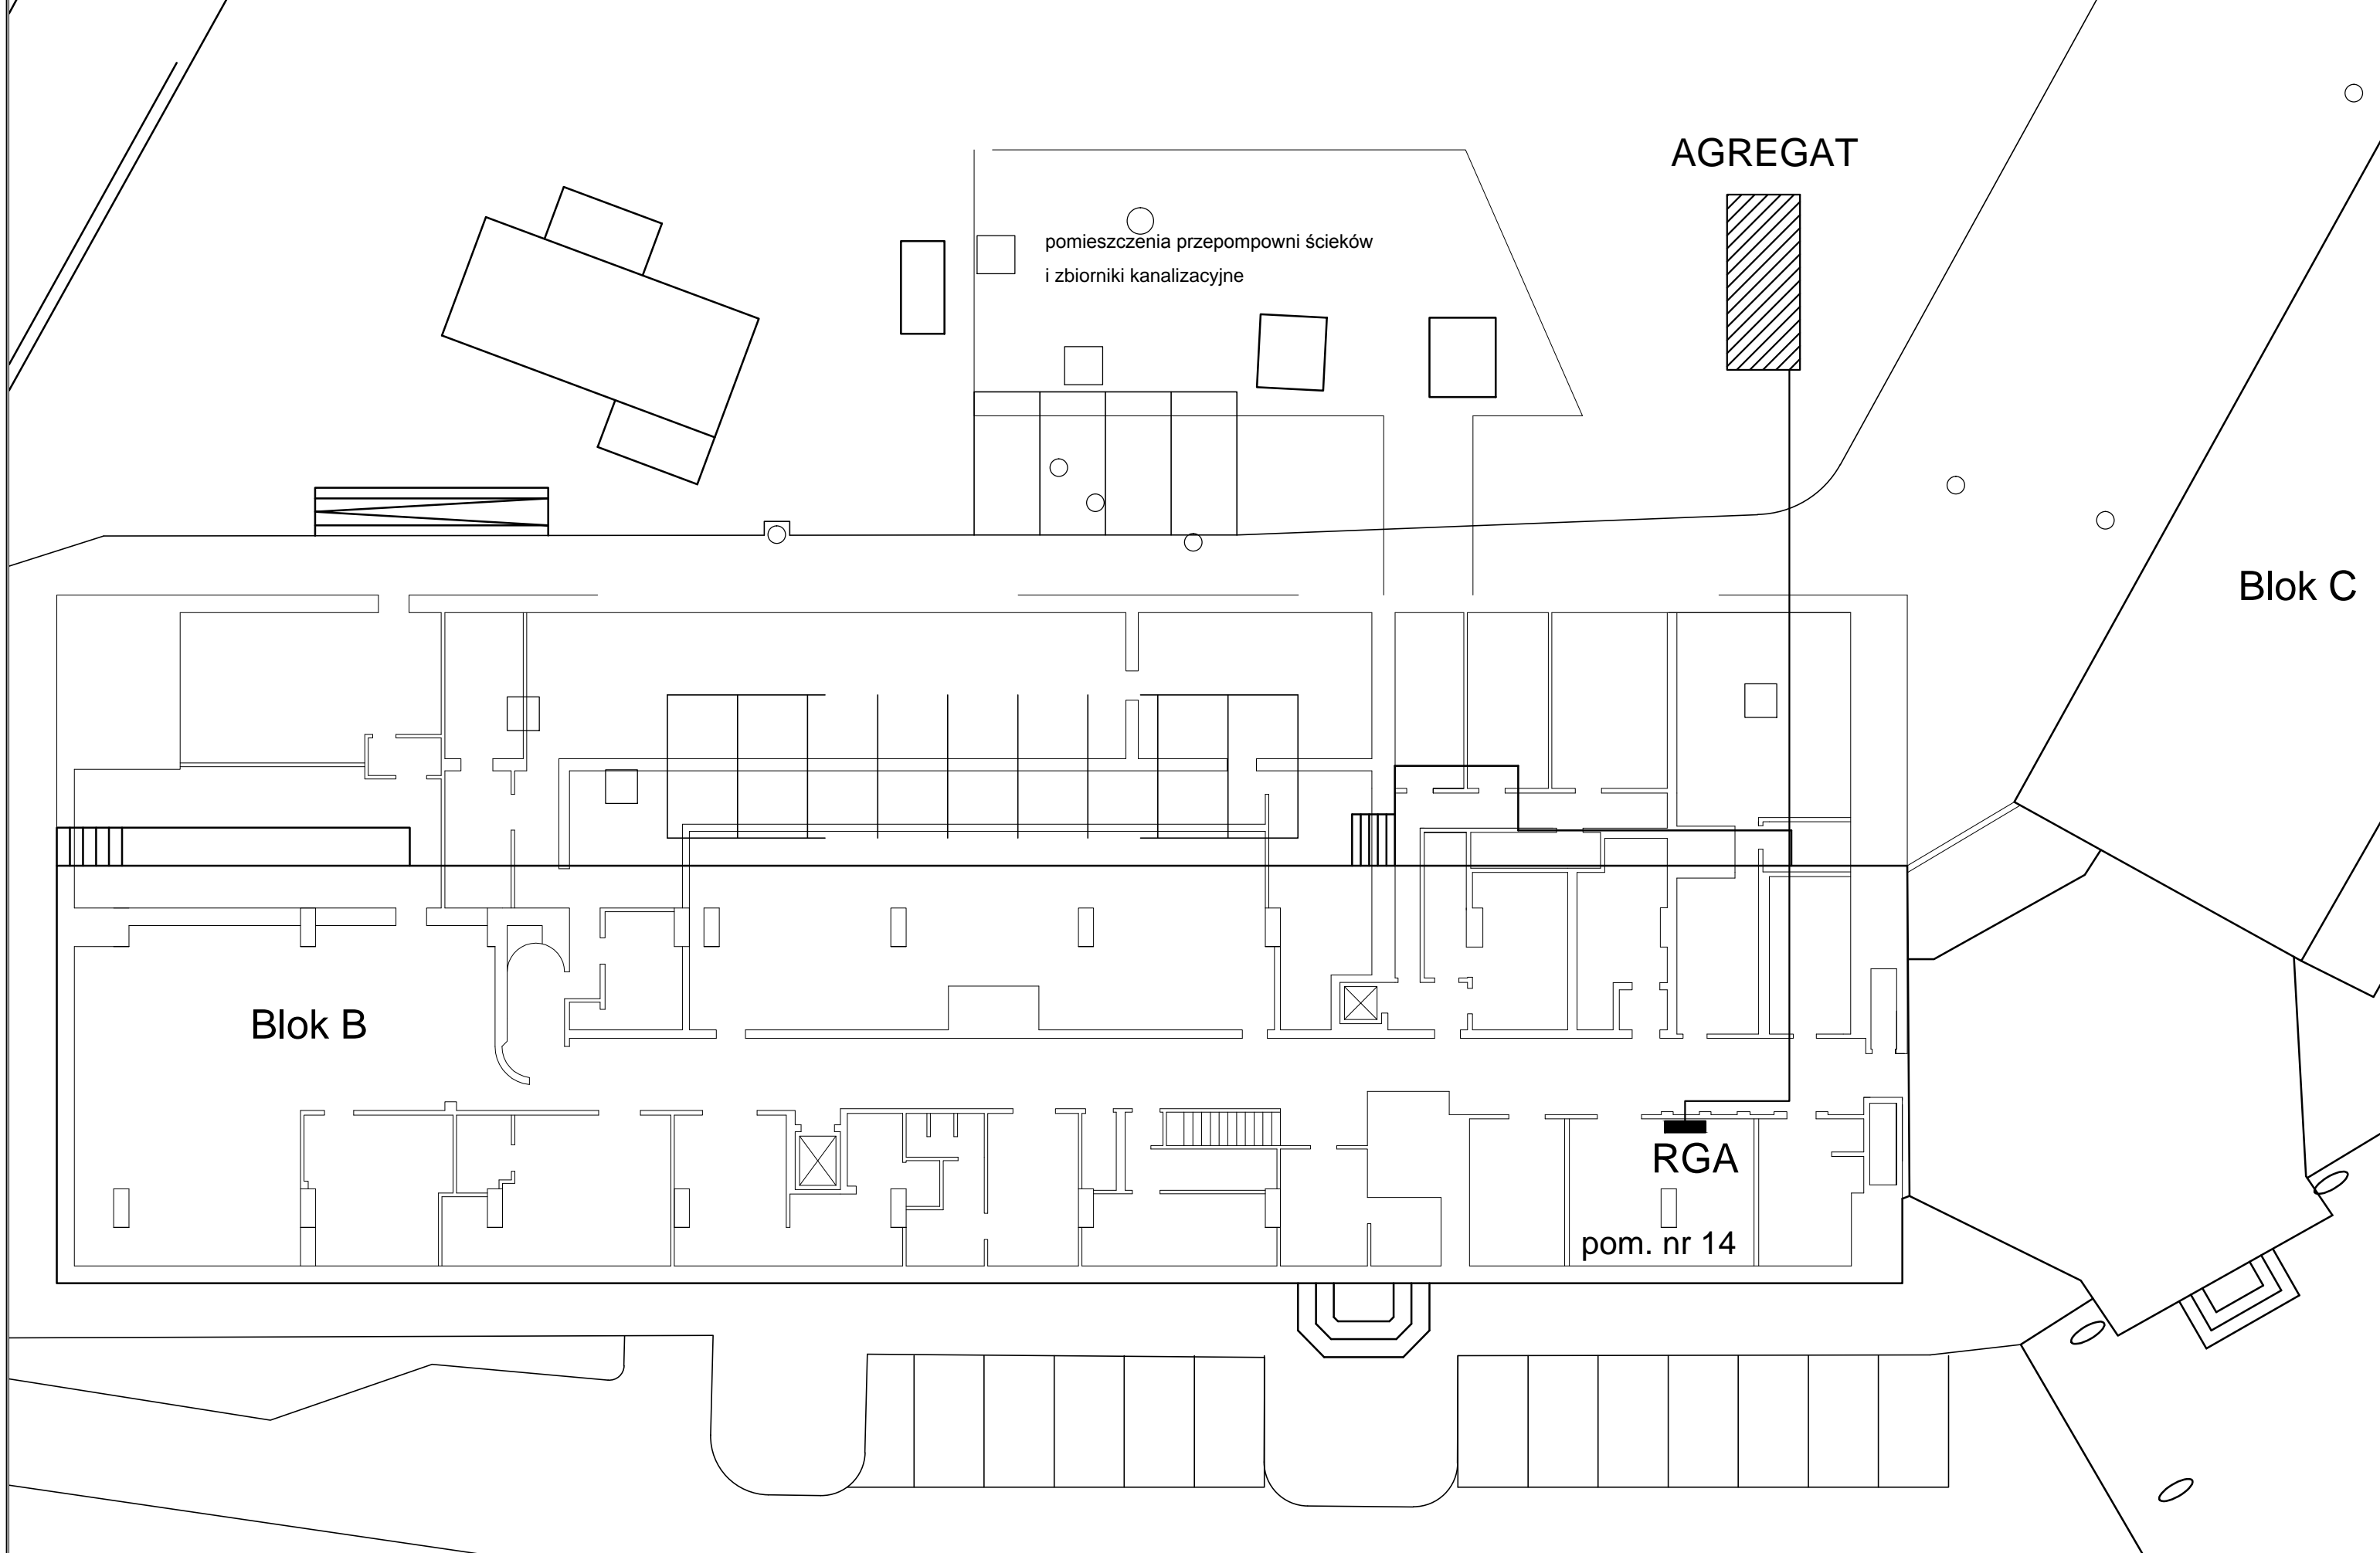 AGREGAT
pomieszczenia przepompowni ścieków
i zbiorniki kanalizacyjne
Blok C
Blok B
RGA
pom. nr 14